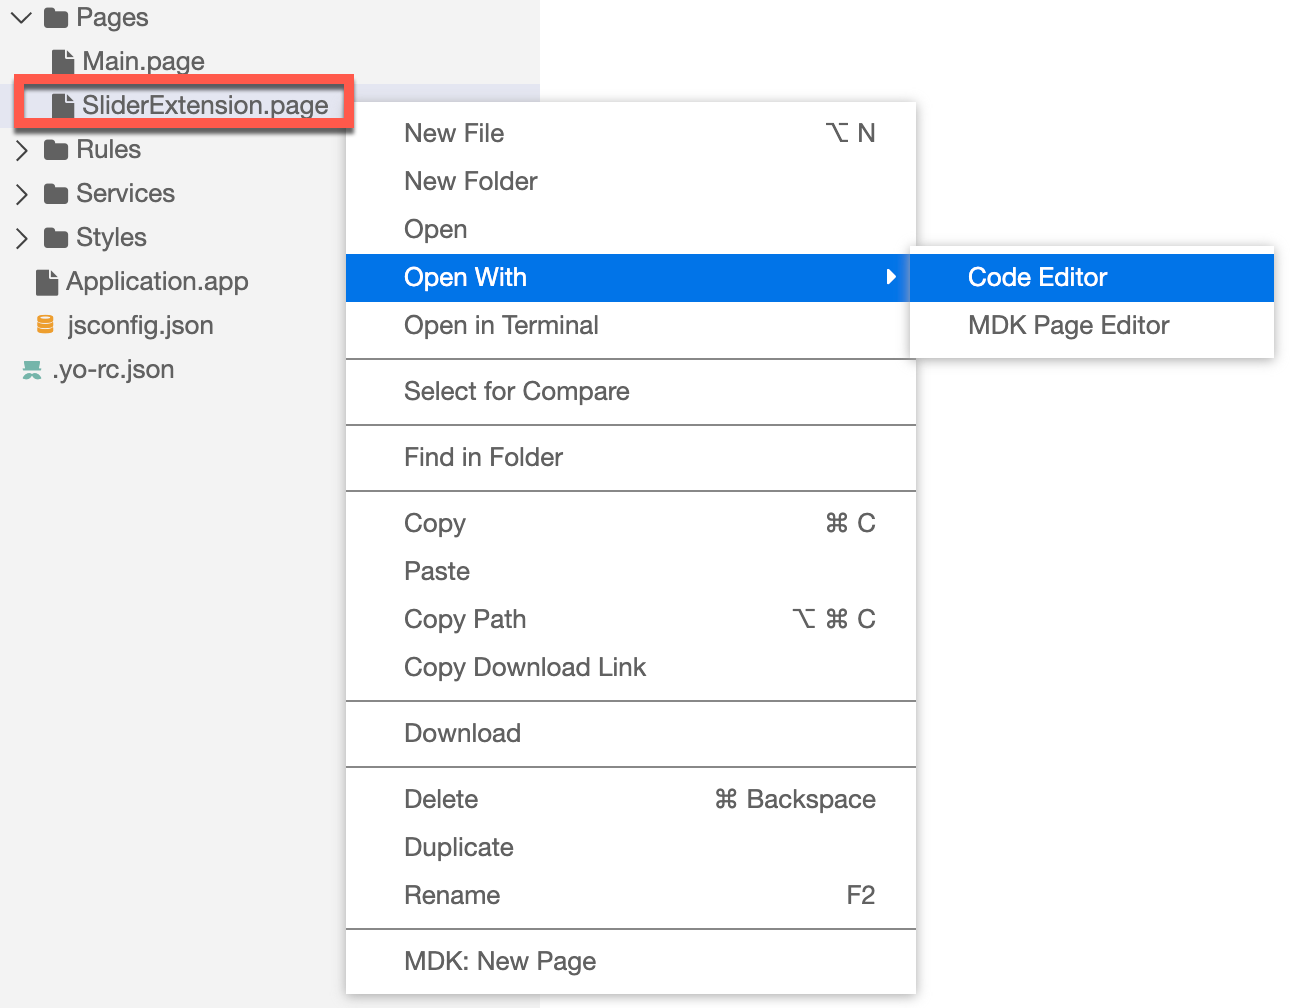 Pages
Main.page
SliderExtension.page
Rules
Services
Styles
Application.app
jsconfig.json
.yo-rc.json
New File ⌥ N
New Folder
Open
Open With
Open in Terminal
Select for Compare
Find in Folder
Copy ⌘ C
Paste
Copy Path ⌥ ⌘ C
Copy Download Link
Download
Delete ⌘ Backspace
Duplicate
Rename F2
MDK: New Page
Code Editor
MDK Page Editor